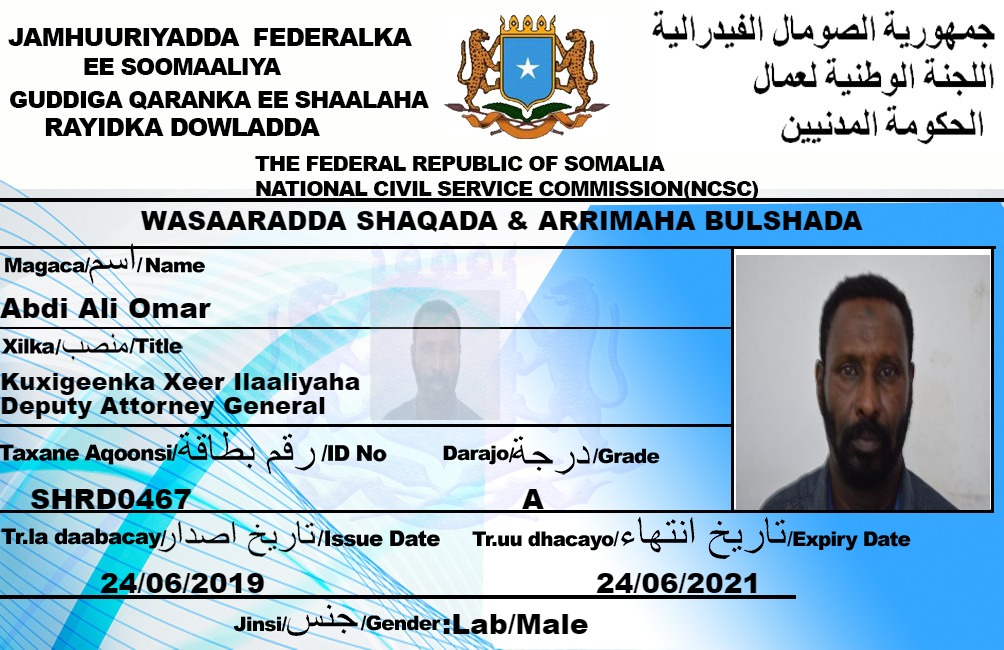 JAMHUURIYADDA FEDERALKA
EE SOOMAALIYA
GUDDIGA QARANKA EE SHAALAHA
RAYIDKA DOWLADDA
جمهورية الصومال الفيدرالية
اللجنة الوطنية لعمال
الحكومة المدنيين
THE FEDERAL REPUBLIC OF SOMALIA
NATIONAL CIVIL SERVICE COMMISSION(NCSC)
WASAARADDA SHAQADA & ARRIMAHA BULSHADA
Magaca/اسم/Name
Abdi Ali Omar
Xilka/منصب/Title
Kuxigeenka Xeer Ilaaliyaha
Deputy Attorney General
Taxane Aqoonsi/رقم بطاقة/ID No
Darajo/درجة/Grade
SHRD0467
A
Tr.la daabacay/تاريخ اصدار/Issue Date
Tr.uu dhacayo/تاريخ انتهاء/Expiry Date
24/06/2019
24/06/2021
Jinsi/جنس/Gender:Lab/Male